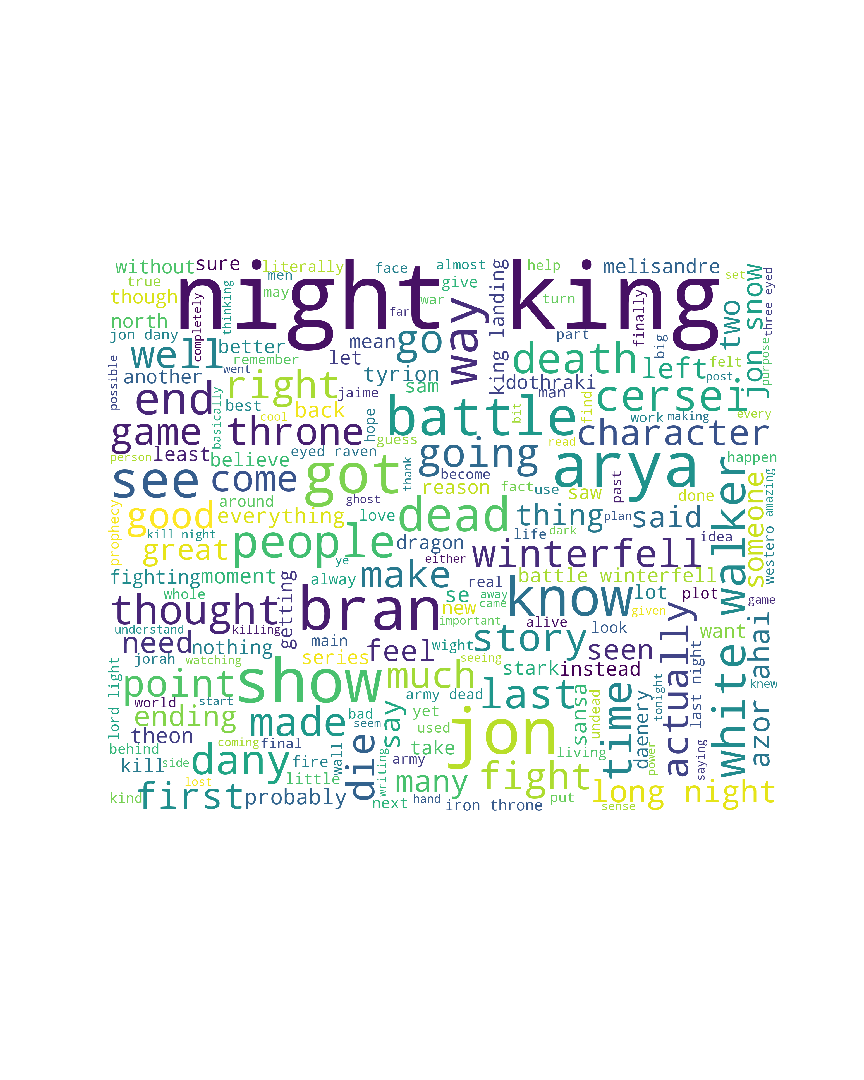 without sure literally face almost help melisandre set
men
night king
true may give turn
though thinking completely far war way king landing finally big two jon snow three eyed
north
jon dany well better mean go part death left felt
remember let tyrion dothraki post purpose
possible another went right jaime sam man cersei
end best back hope battle find work making every
basically cool guess bit
game throne eyed raven read character
least believe thank going arya happen
person see come got become fact use saw past done
around ghost reason
prophecy good everything love dead thing plan said walker someone westero amazing
kill night people life dark
great ye dragon either winterfell idea
fighting moment alway make real battle winterfell
whole se away know lot plot game
thought bran new came given
understand killing getting important alive look want
need nothing main feel wight story seen actually azor ahai
jorah watching series seeing stark instead knew
lord light point show much last sansa undead time white last night
world start army dead living daenery tonight
ending made bad say yet jon
theon seem used
behind coming final die take power saying
kill side dany fire wall army many fight
lost little writing
kind first probably next hand iron throne put sense long night